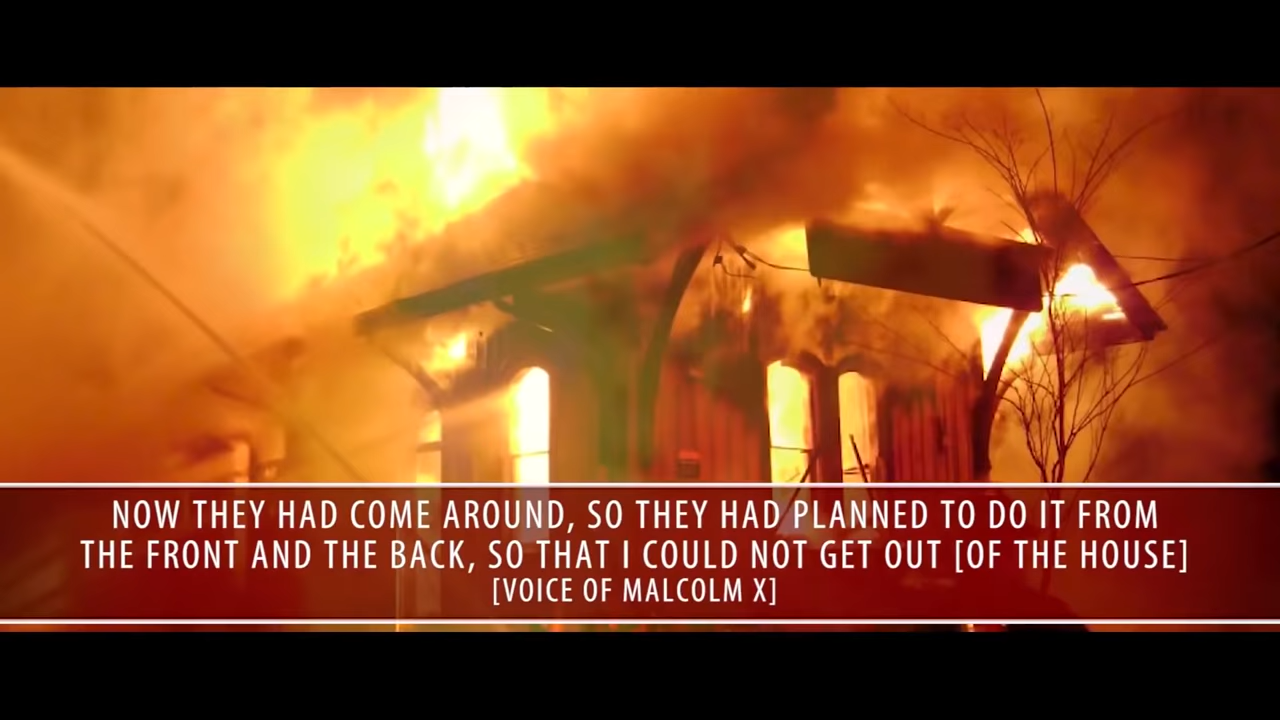 NOW THEY HAD COME AROUND, SO THEY HAD PLANNED TO DO IT FROM
THE FRONT AND THE BACK, SO THAT I COULD NOT GET OUT [OF THE HOUSE]
[VOICE OF MALCOLM X]